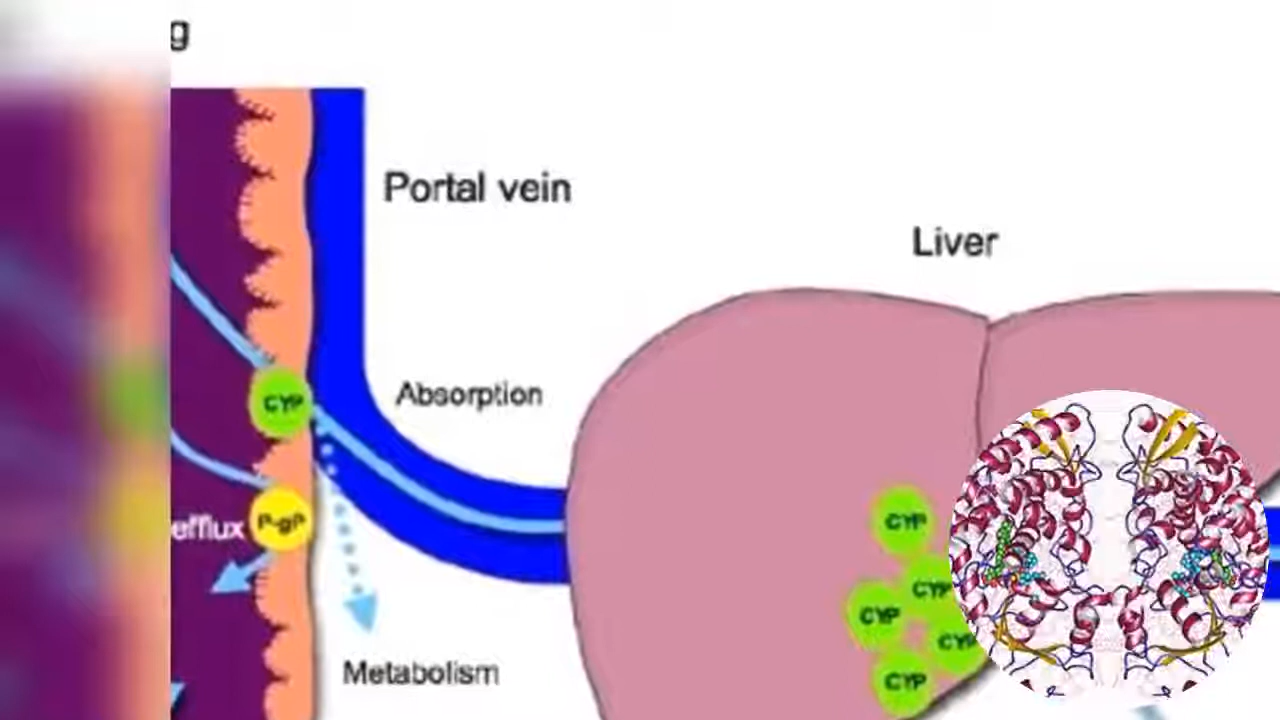 g
Portal vein
Liver
Absorption
CYP
efflux
P-gP
CYP
CYP
CYP
CYP
CYP
Metabolism